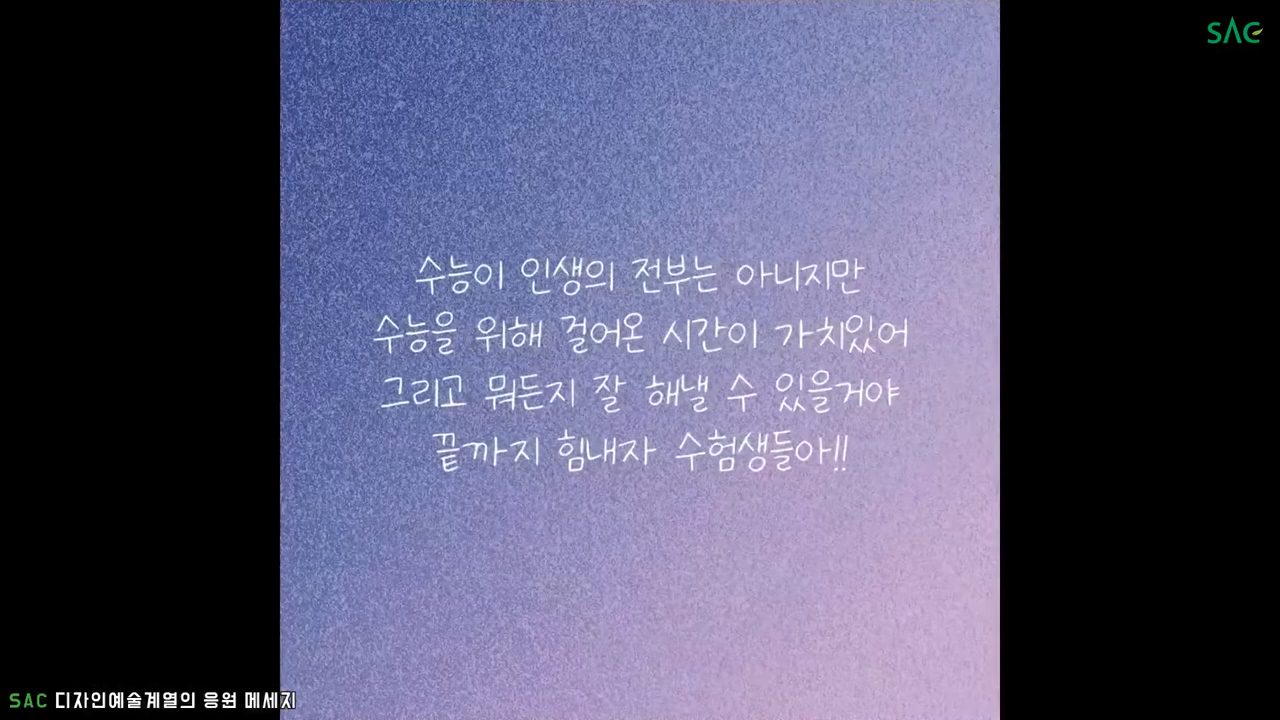 SAC
수능이 인생의 전부는 아니지만
수능을 위해 걸어온 시간이 가치있어
그리고 뭐든지 잘 해낼 수 있을거야
끝까지 힘내자 수험생들아!!
SAC 디자인예술계열의 응원 메세지